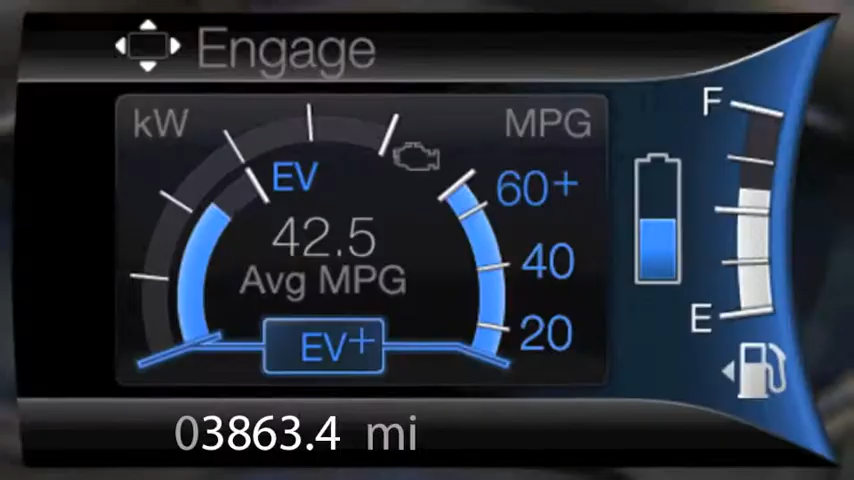 Engage
kW
MPG
EV
60+
42.5
Avg MPG
40
20
EV+
F
E
03863.4 mi